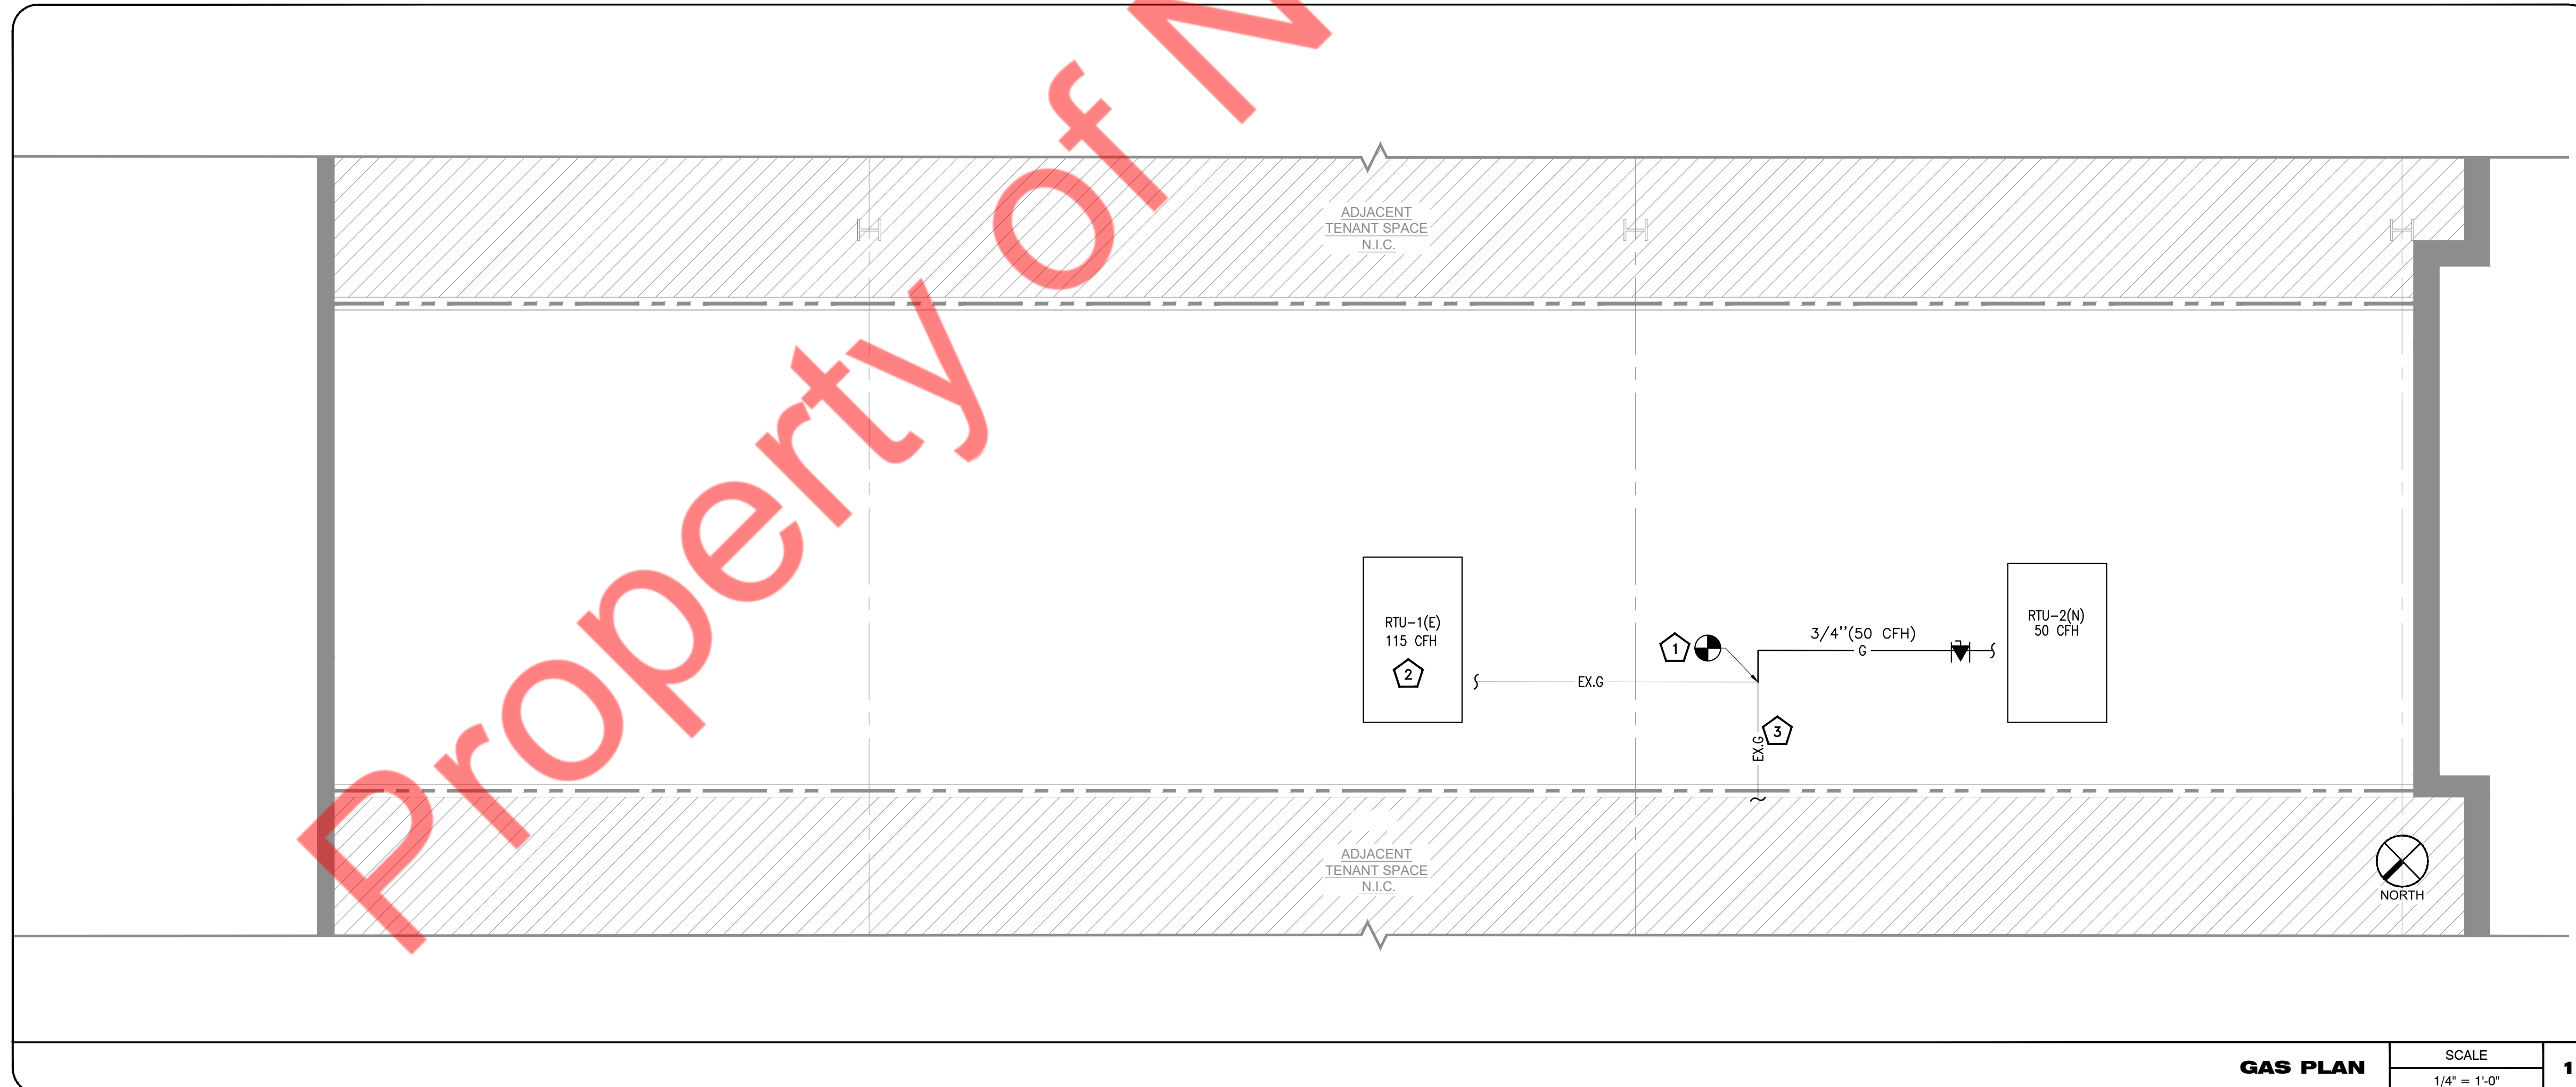 Property of N
ADJACENT
TENANT SPACE
N.I.C.
RTU-1(E)
115 CFH
2
EX.G
1
3/4''(50 CFH)
G
RTU-2(N)
50 CFH
3
EX.G
ADJACENT
TENANT SPACE
N.I.C.
NORTH
GAS PLAN
SCALE
1/4" = 1'-0"
1